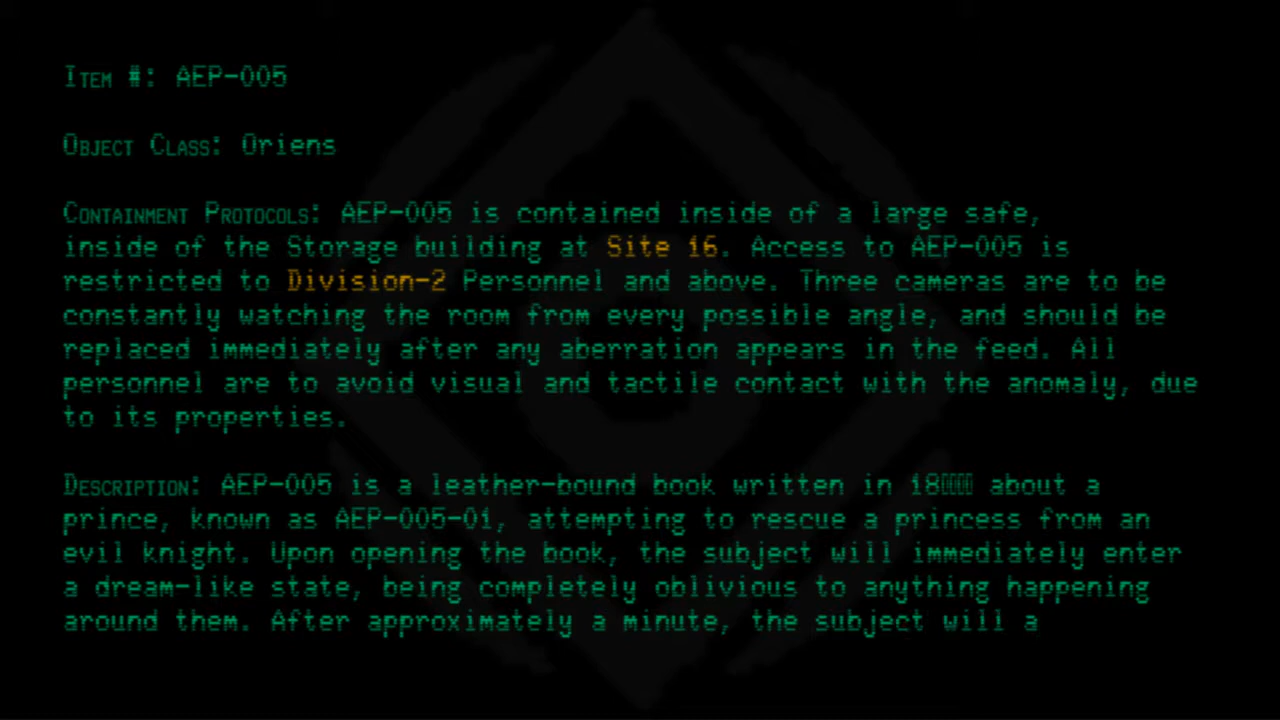 Item #: AEP-005
Object Class: Oriens
Containment Protocols: AEP-005 is contained inside of a large safe,
inside of the Storage building at Site 16. Access to AEP-005 is
restricted to Division-2 Personnel and above. Three cameras are to be
constantly watching the room from every possible angle, and should be
replaced immediately after any aberration appears in the feed. All
personnel are to avoid visual and tactile contact with the anomaly, due
to its properties.
Description: AEP-005 is a leather-bound book written in 18▯▯▯▯ about a
prince, known as AEP-005-01, attempting to rescue a princess from an
evil knight. Upon opening the book, the subject will immediately enter
a dream-like state, being completely oblivious to anything happening
around them. After approximately a minute, the subject will a